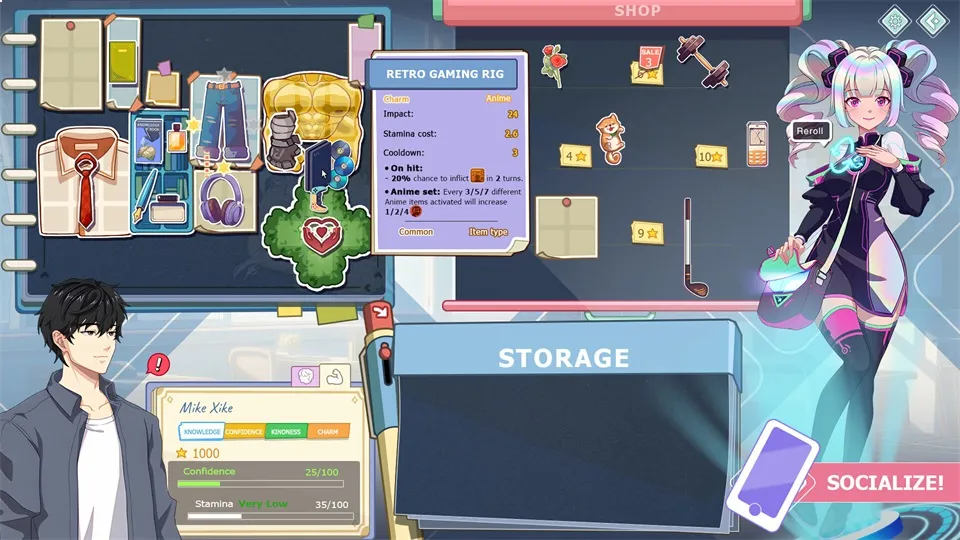 SHOP
RETRO GAMING RIG
Charm Anime
Impact: 24
Stamina cost: 2.6
Cooldown: 3
• On hit:
- 20% chance to inflict in 2 turns.
• Anime set: Every 3/5/7 different
Anime items activated will increase
1/2/4
Common Item type
SALE
3
4
10
9
Reroll
STORAGE
Mike Xike
KNOWLEDGE CONFIDENCE KINDNESS CHARM
1000
Confidence 25/100
Stamina Very Low 35/100
SOCIALIZE!